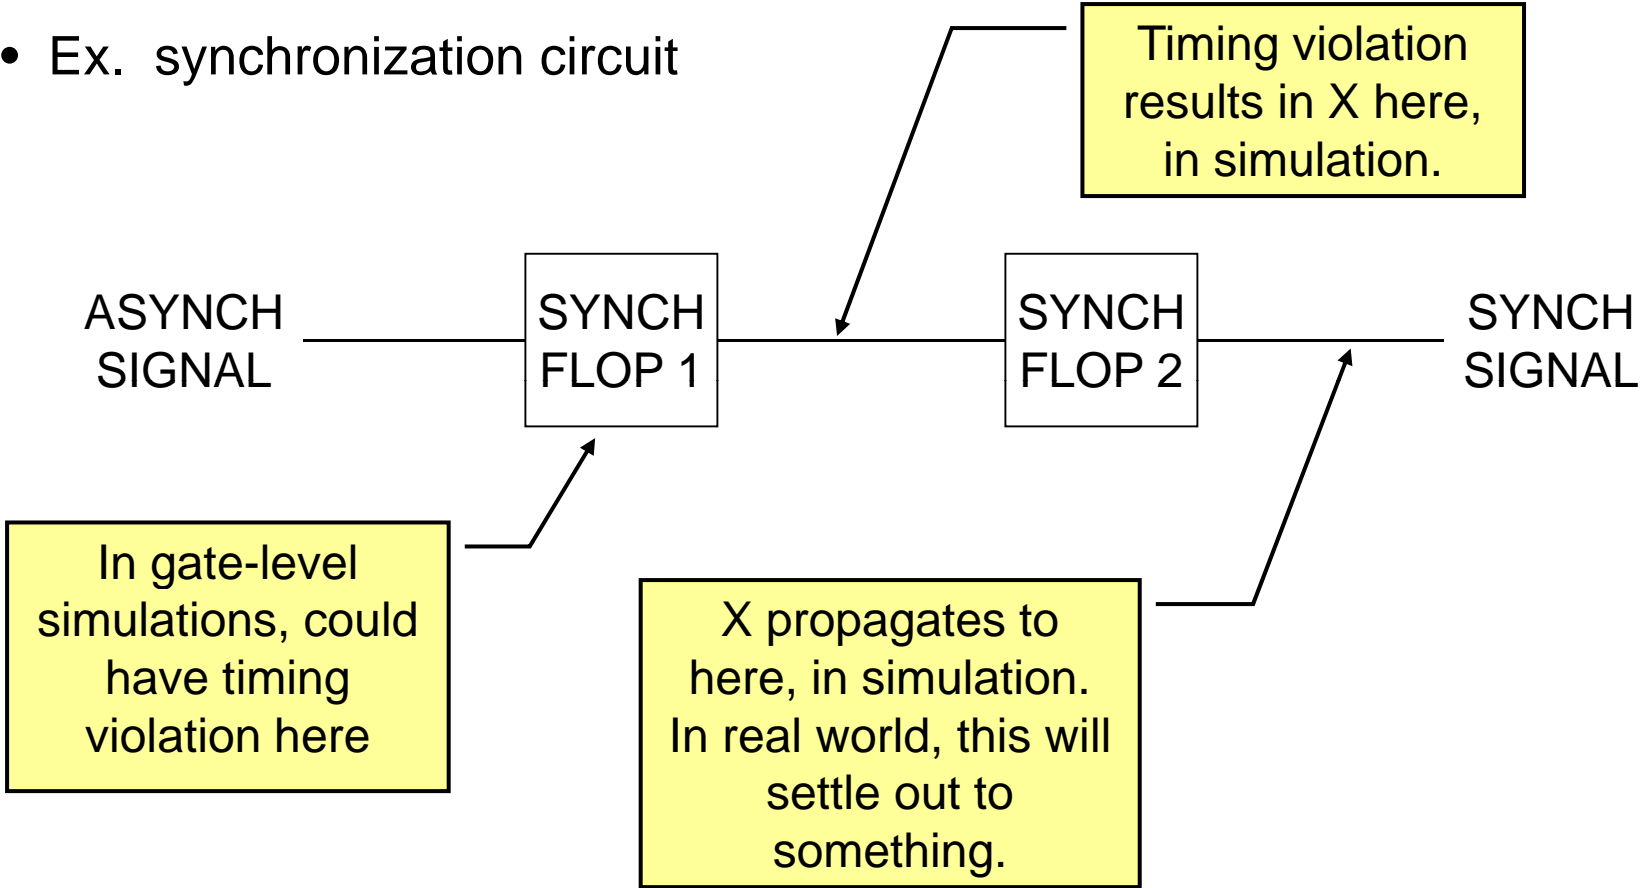 • Ex. synchronization circuit
Timing violation
results in X here,
in simulation.
ASYNCH
SIGNAL
SYNCH
FLOP 1
SYNCH
FLOP 2
SYNCH
SIGNAL
In gate-level
simulations, could
have timing
violation here
X propagates to
here, in simulation.
In real world, this will
settle out to
something.